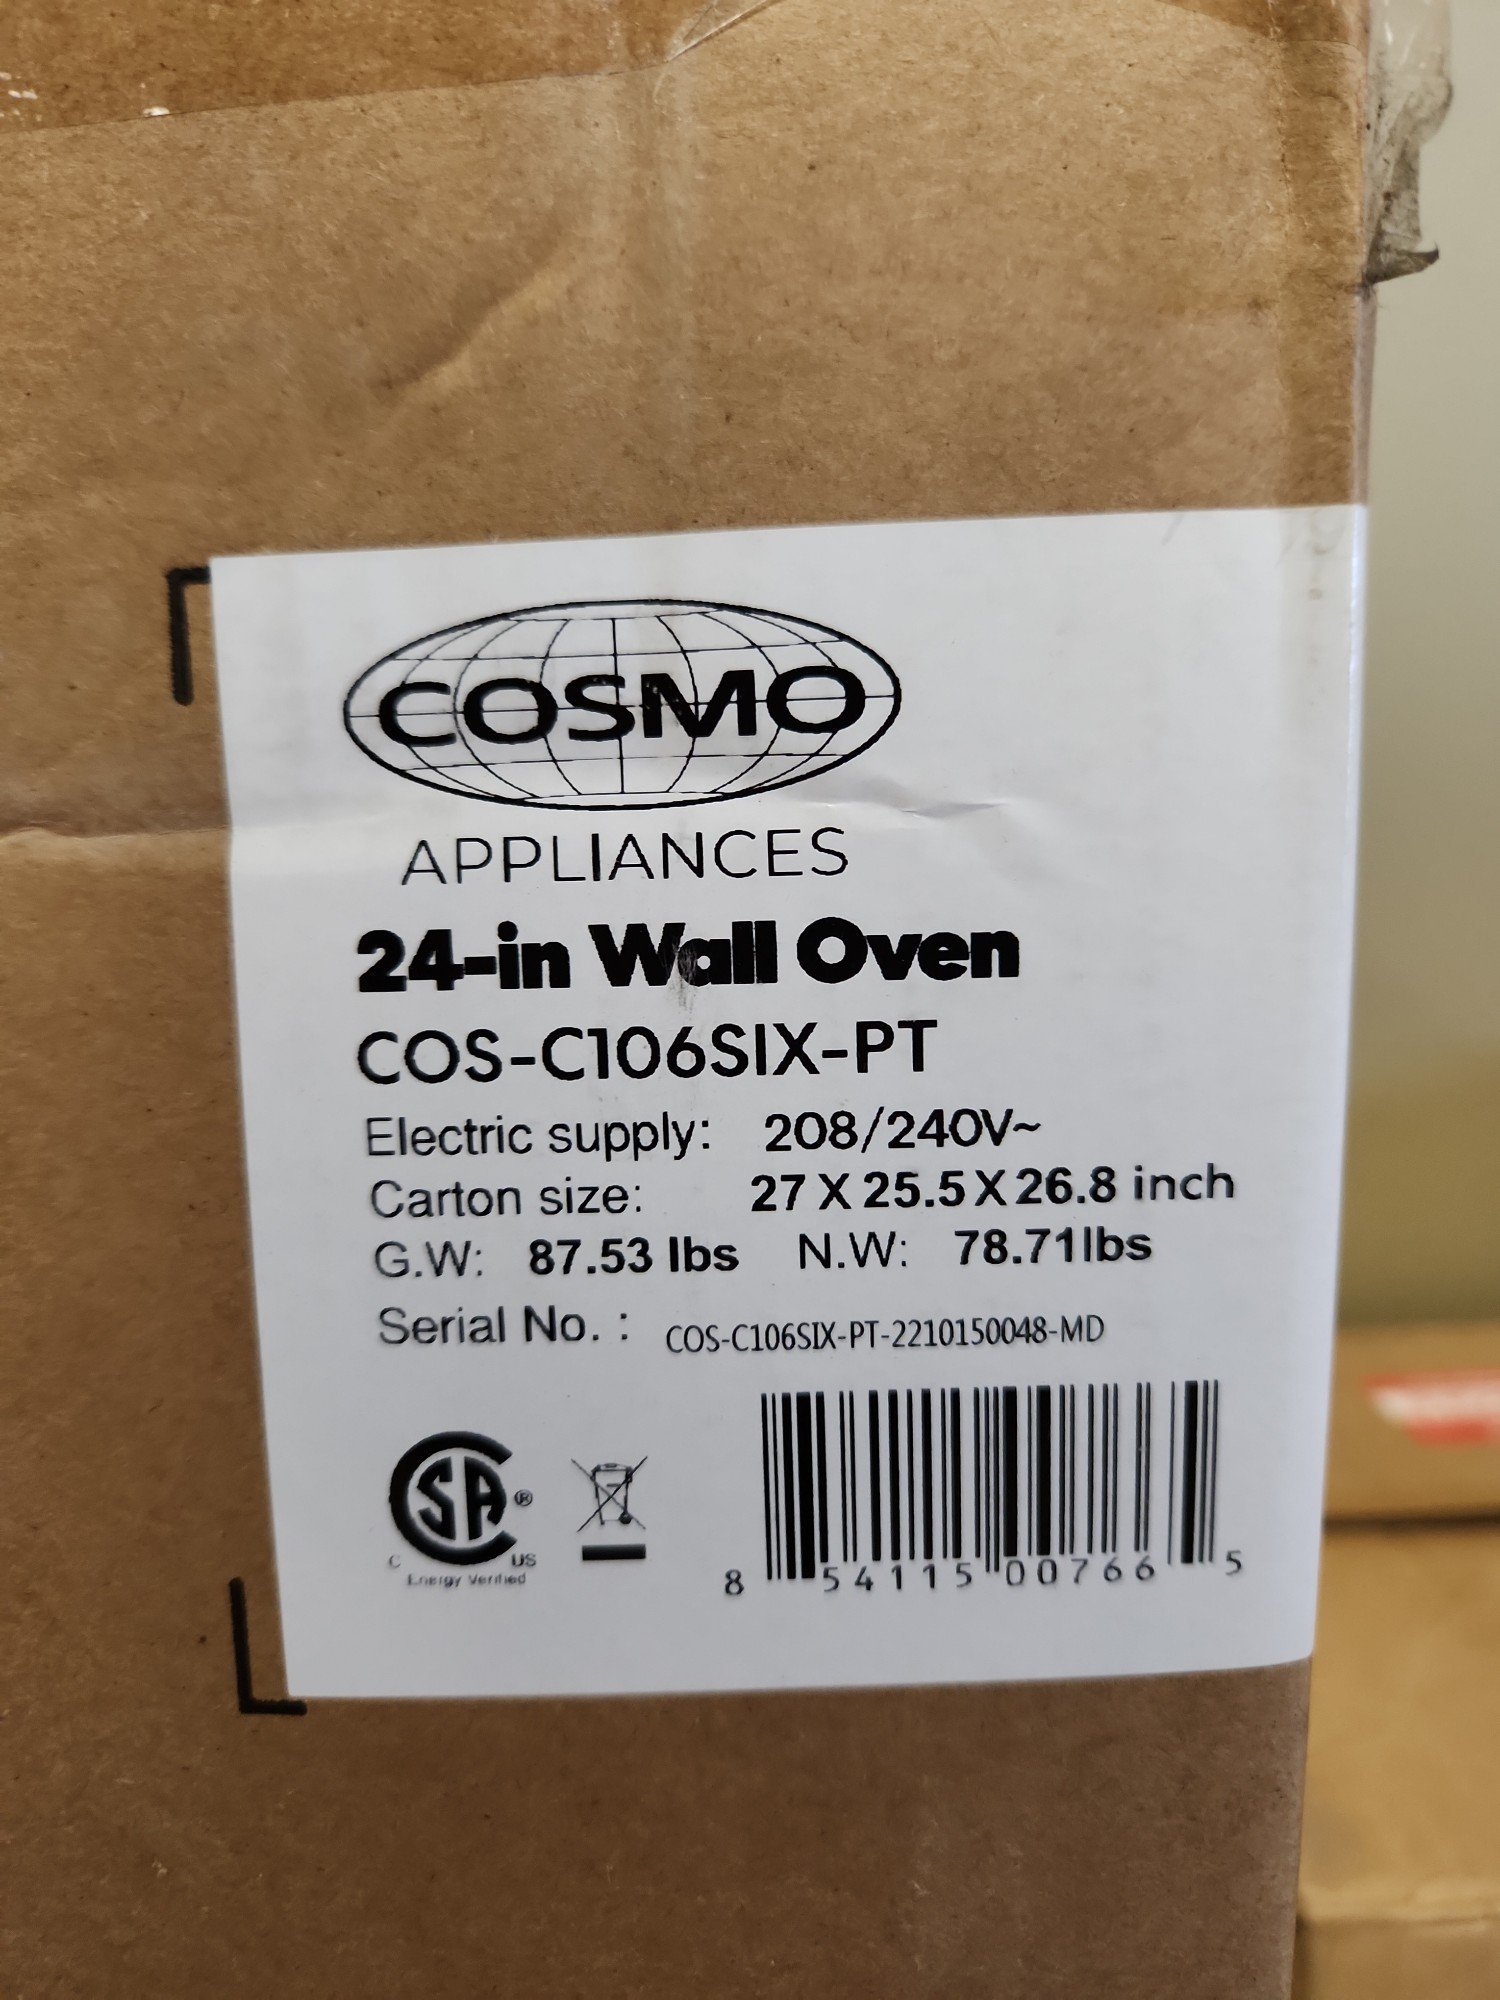 COSMO
APPLIANCES
24-in Wall Oven
COS-C106SIX-PT
Electric supply: 208/240V~
Carton size: 27 X 25.5 X 26.8 inch
G.W: 87.53 lbs N.W: 78.71lbs
Serial No. : COS-C106SIX-PT-2210150048-MD
SA ®
C US
Energy Verified
8 54115 00766 5